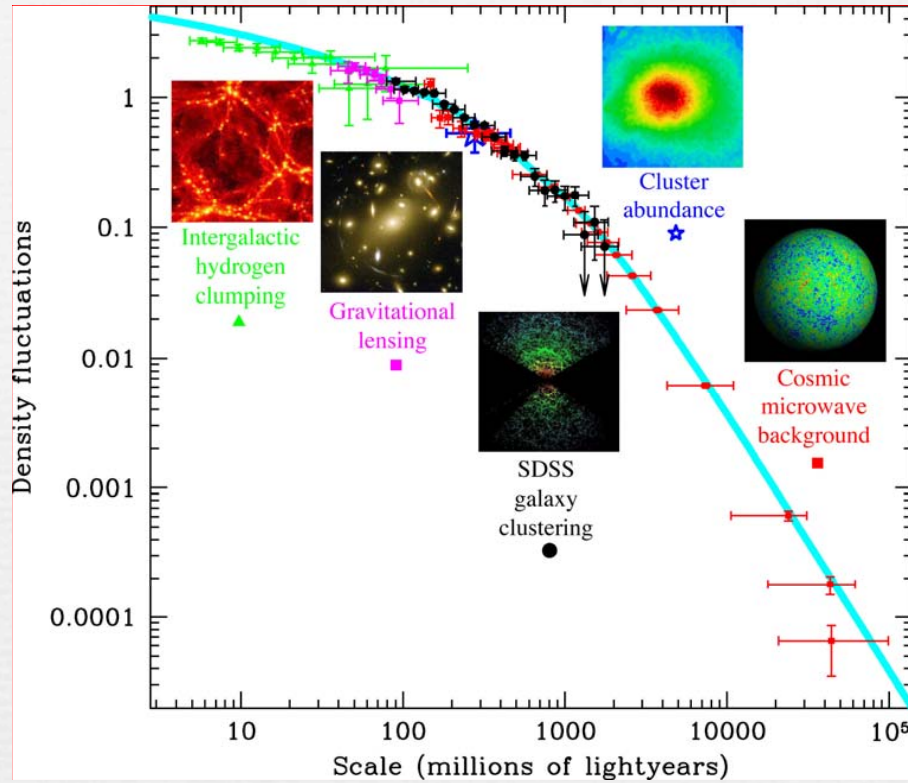 Density fluctuations
1
0.1
0.01
0.001
0.0001
Intergalactic
hydrogen
clumping
Gravitational
lensing
SDSS
galaxy
clustering
Cluster
abundance
Cosmic
microwave
background
10
100
1000
10000
10⁵
Scale (millions of lightyears)